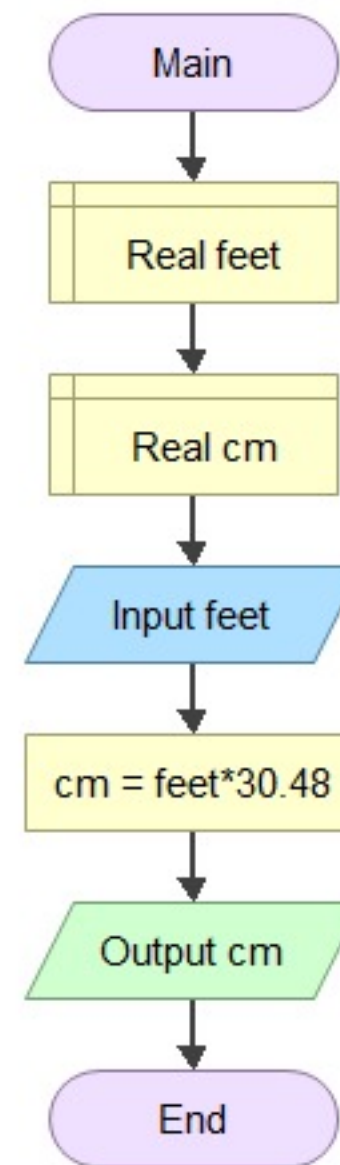 Main
Real feet
Real cm
Input feet
cm = feet*30.48
Output cm
End